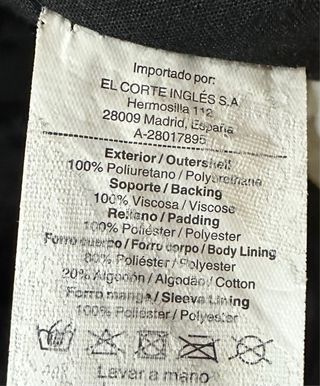 Importado por:
EL CORTE INGLÉS S.A
Hermosilla 112
28009 Madrid, España
A-28017895
Exterior / Outershell
100% Poliuretano / Polyurethane
Soporte / Backing
100% Viscosa / Viscose
Relleno / Padding
100% Poliéster / Polyester
Forro cuerpo / Forro corpo / Body Lining
80% Poliéster / Polyester
20% Algodón / Algodão / Cotton
Forro manga / Sleeve Lining
100% Poliéster / Polyester
Lavar a mano